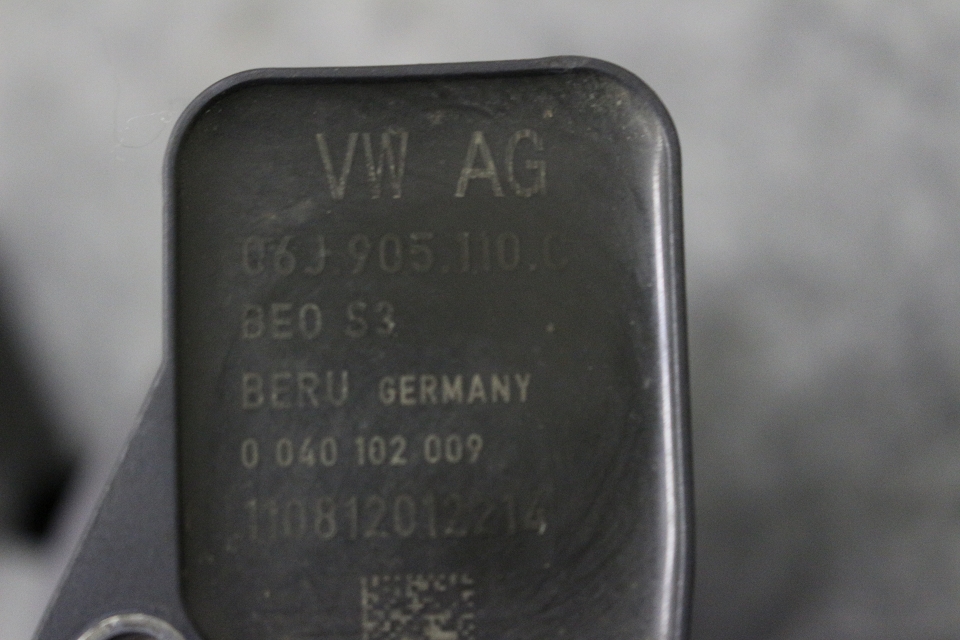 VW AG
06J.905.110.C
BEO S3
BERU GERMANY
0 040 102 009
110812012214